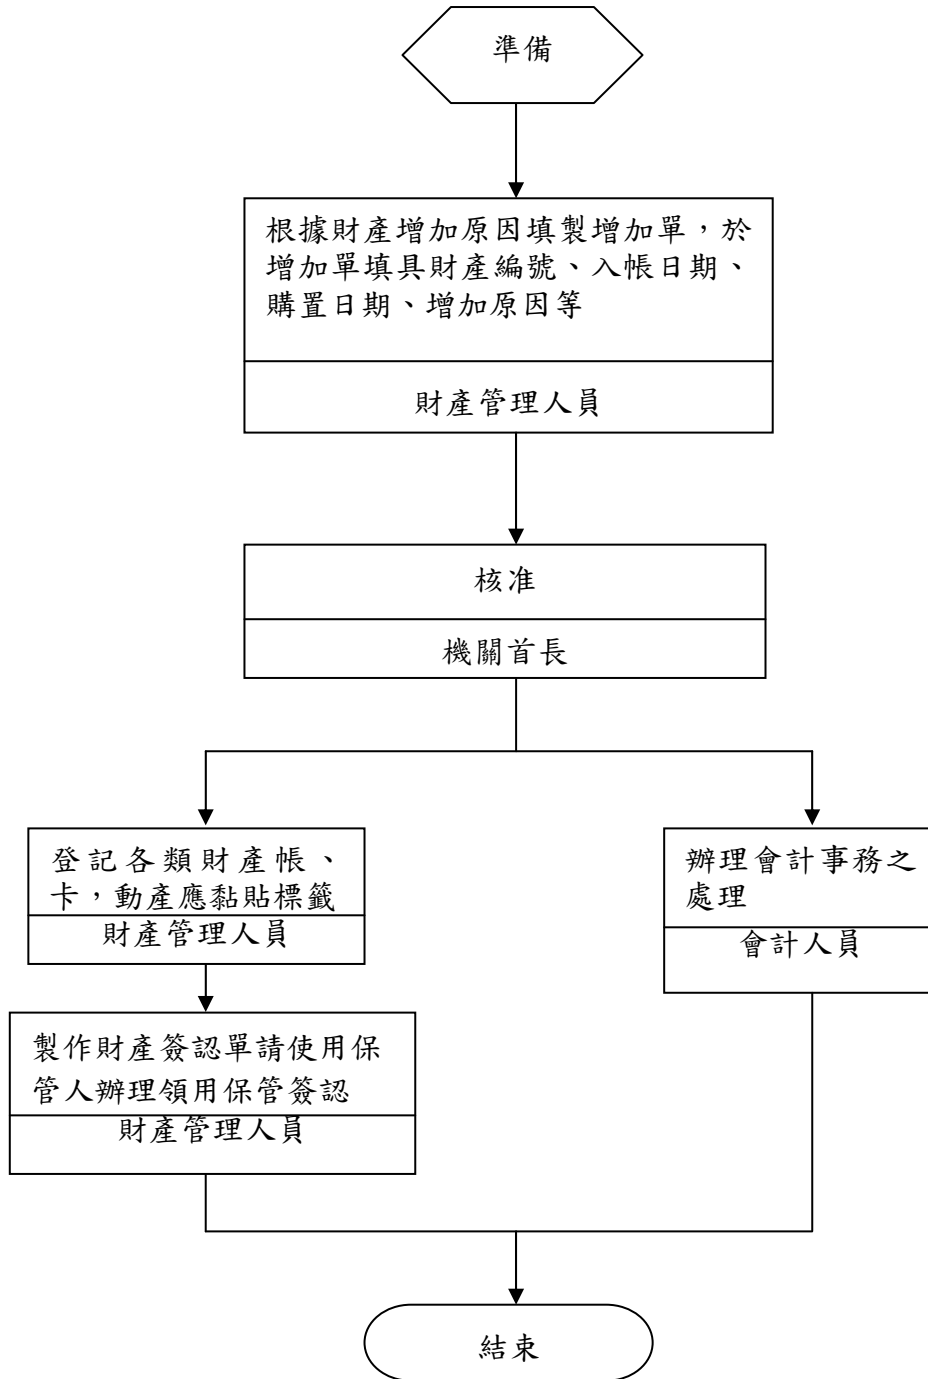 準備
根據財產增加原因填製增加單，於
增加單填具財產編號、入帳日期、
購置日期、增加原因等
財產管理人員
核准
機關首長
登記各類財產帳、
卡，動產應黏貼標籤
財產管理人員
製作財產簽認單請使用保
管人辦理領用保管簽認
財產管理人員
辦理會計事務之
處理
會計人員
結束